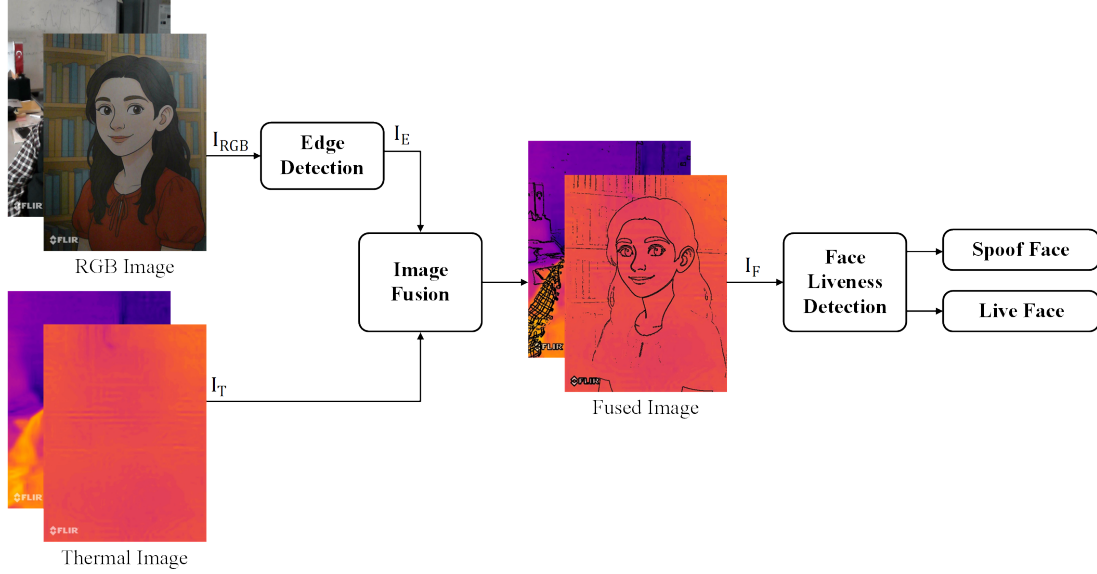 FLIR
FLIR
RGB Image
I_RGB
Edge
Detection
I_E
FLIR
FLIR
Thermal Image
I_T
Image
Fusion
FLIR
FLIR
Fused Image
I_F
Face
Liveness
Detection
Spoof Face
Live Face